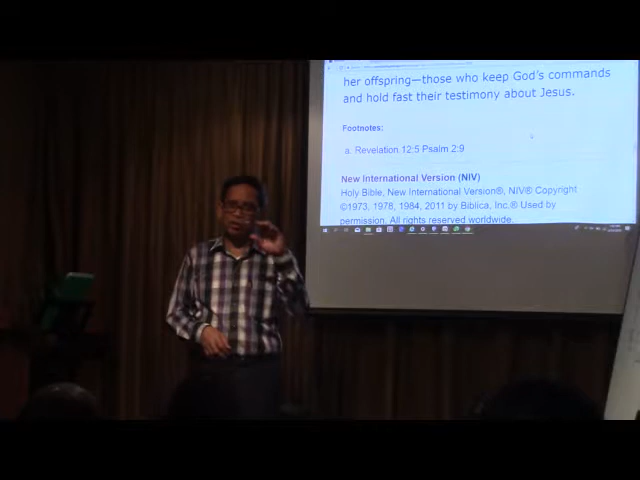 her offspring—those who keep God's commands
and hold fast their testimony about Jesus.
Footnotes:
a. Revelation 12:5 Psalm 2:9
New International Version (NIV)
Holy Bible, New International Version®, NIV® Copyright
©1973, 1978, 1984, 2011 by Biblica, Inc.® Used by
permission. All rights reserved worldwide.